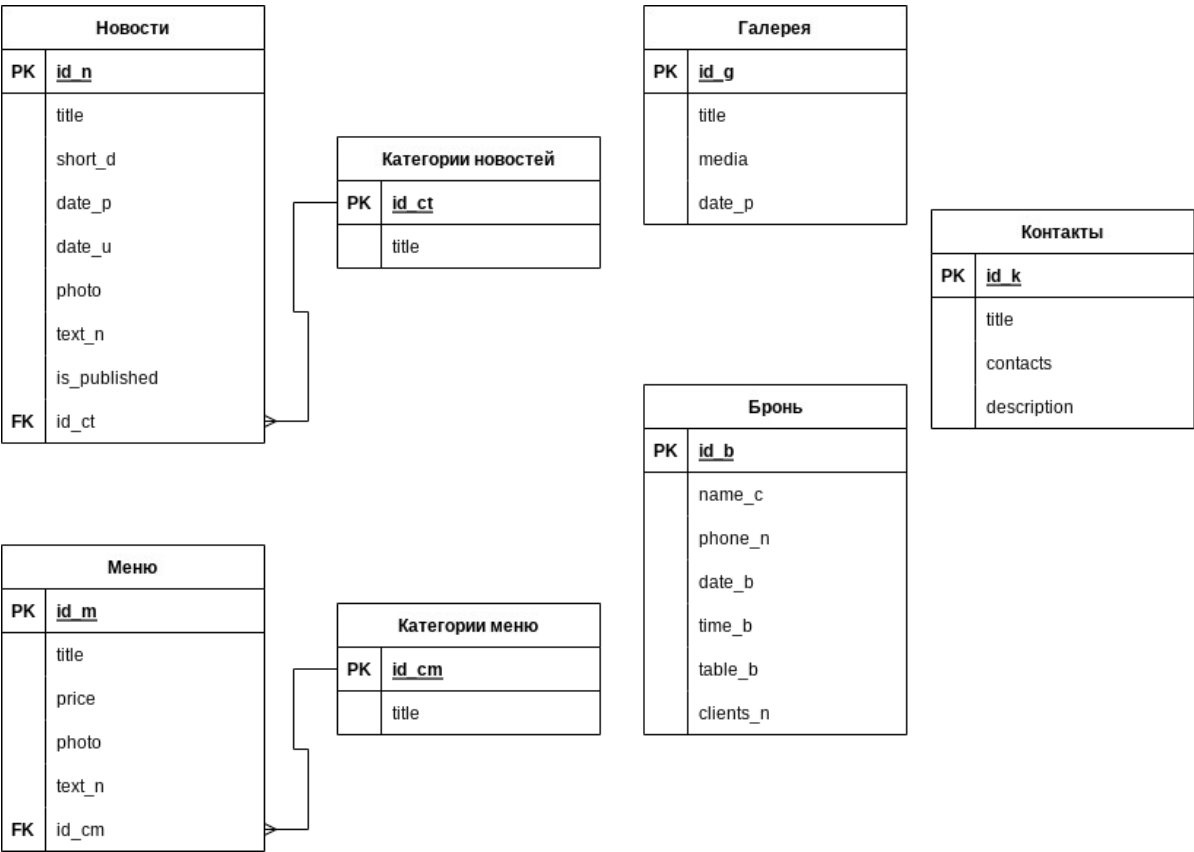 Новости
PK id_n
title
short_d
date_p
date_u
photo
text_n
is_published
FK id_ct
Категории новостей
PK id_ct
title
Галерея
PK id_g
title
media
date_p
Контакты
PK id_k
title
contacts
description
Меню
PK id_m
title
price
photo
text_n
FK id_cm
Категории меню
PK id_cm
title
Бронь
PK id_b
name_c
phone_n
date_b
time_b
table_b
clients_n